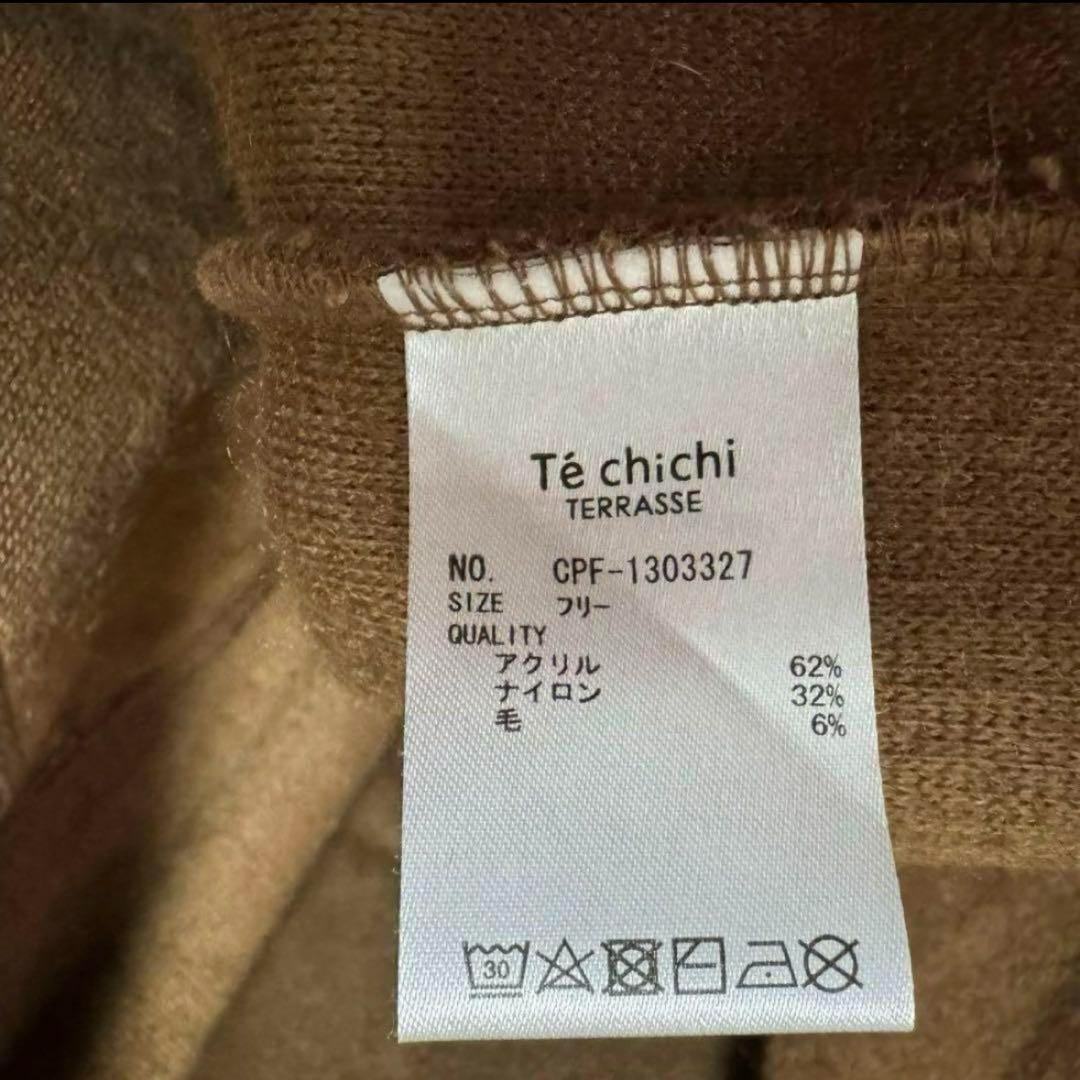 Té chichi
TERRASSE
NO. CPF-1303327
SIZE フリー
QUALITY
アクリル 62%
ナイロン 32%
毛 6%
30